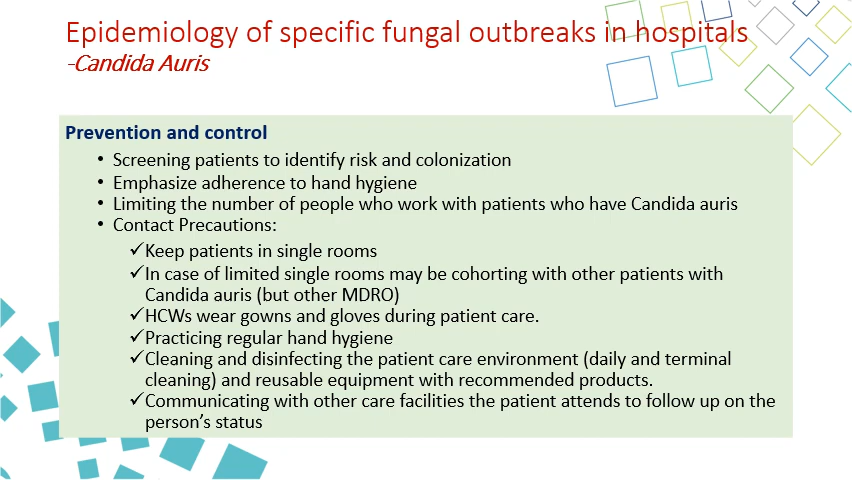 Epidemiology of specific fungal outbreaks in hospitals
-Candida Auris
Prevention and control
• Screening patients to identify risk and colonization
• Emphasize adherence to hand hygiene
• Limiting the number of people who work with patients who have Candida auris
• Contact Precautions:
✓Keep patients in single rooms
✓In case of limited single rooms may be cohorting with other patients with
Candida auris (but other MDRO)
✓HCWs wear gowns and gloves during patient care.
✓Practicing regular hand hygiene
✓Cleaning and disinfecting the patient care environment (daily and terminal
cleaning) and reusable equipment with recommended products.
✓Communicating with other care facilities the patient attends to follow up on the
person’s status